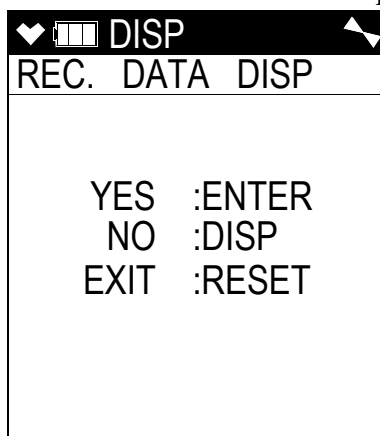 DISP
REC. DATA DISP
YES :ENTER
NO :DISP
EXIT :RESET